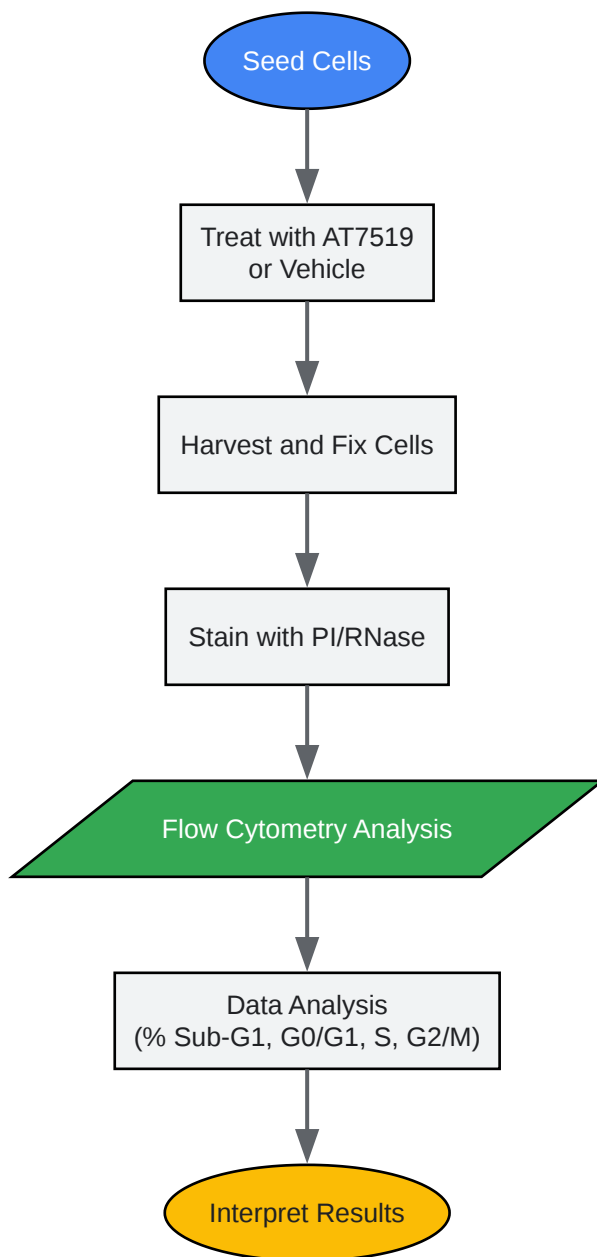 Seed Cells
Treat with AT7519
or Vehicle
Harvest and Fix Cells
Stain with PI/RNase
Flow Cytometry Analysis
Data Analysis
(% Sub-G1, G0/G1, S, G2/M)
Interpret Results